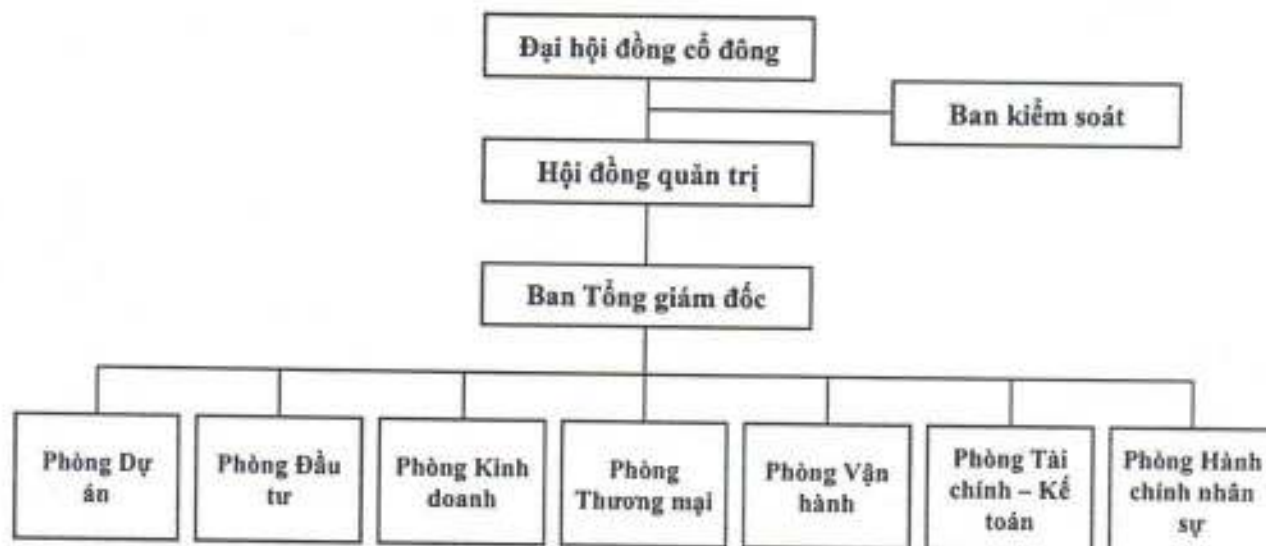 Đại hội đồng cổ đông
Ban kiểm soát
Hội đồng quản trị
Ban Tổng giám đốc
Phòng Dự
án
Phòng Đầu
tư
Phòng Kinh
doanh
Phòng
Thương mại
Phòng Vận
hành
Phòng Tài
chính – Kế
toán
Phòng Hành
chính nhân
sự